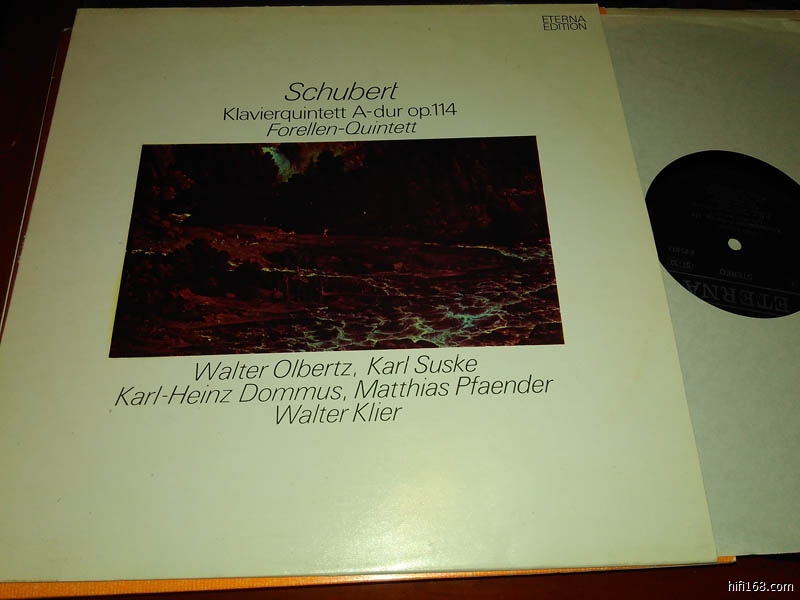 ETERNA
EDITION
Schubert
Klavierquintett A-dur op.114
Forellen-Quintett
Walter Olbertz, Karl Suske
Karl-Heinz Dommus, Matthias Pfaender
Walter Klier
STEREO
ETERNA
hifi168.com